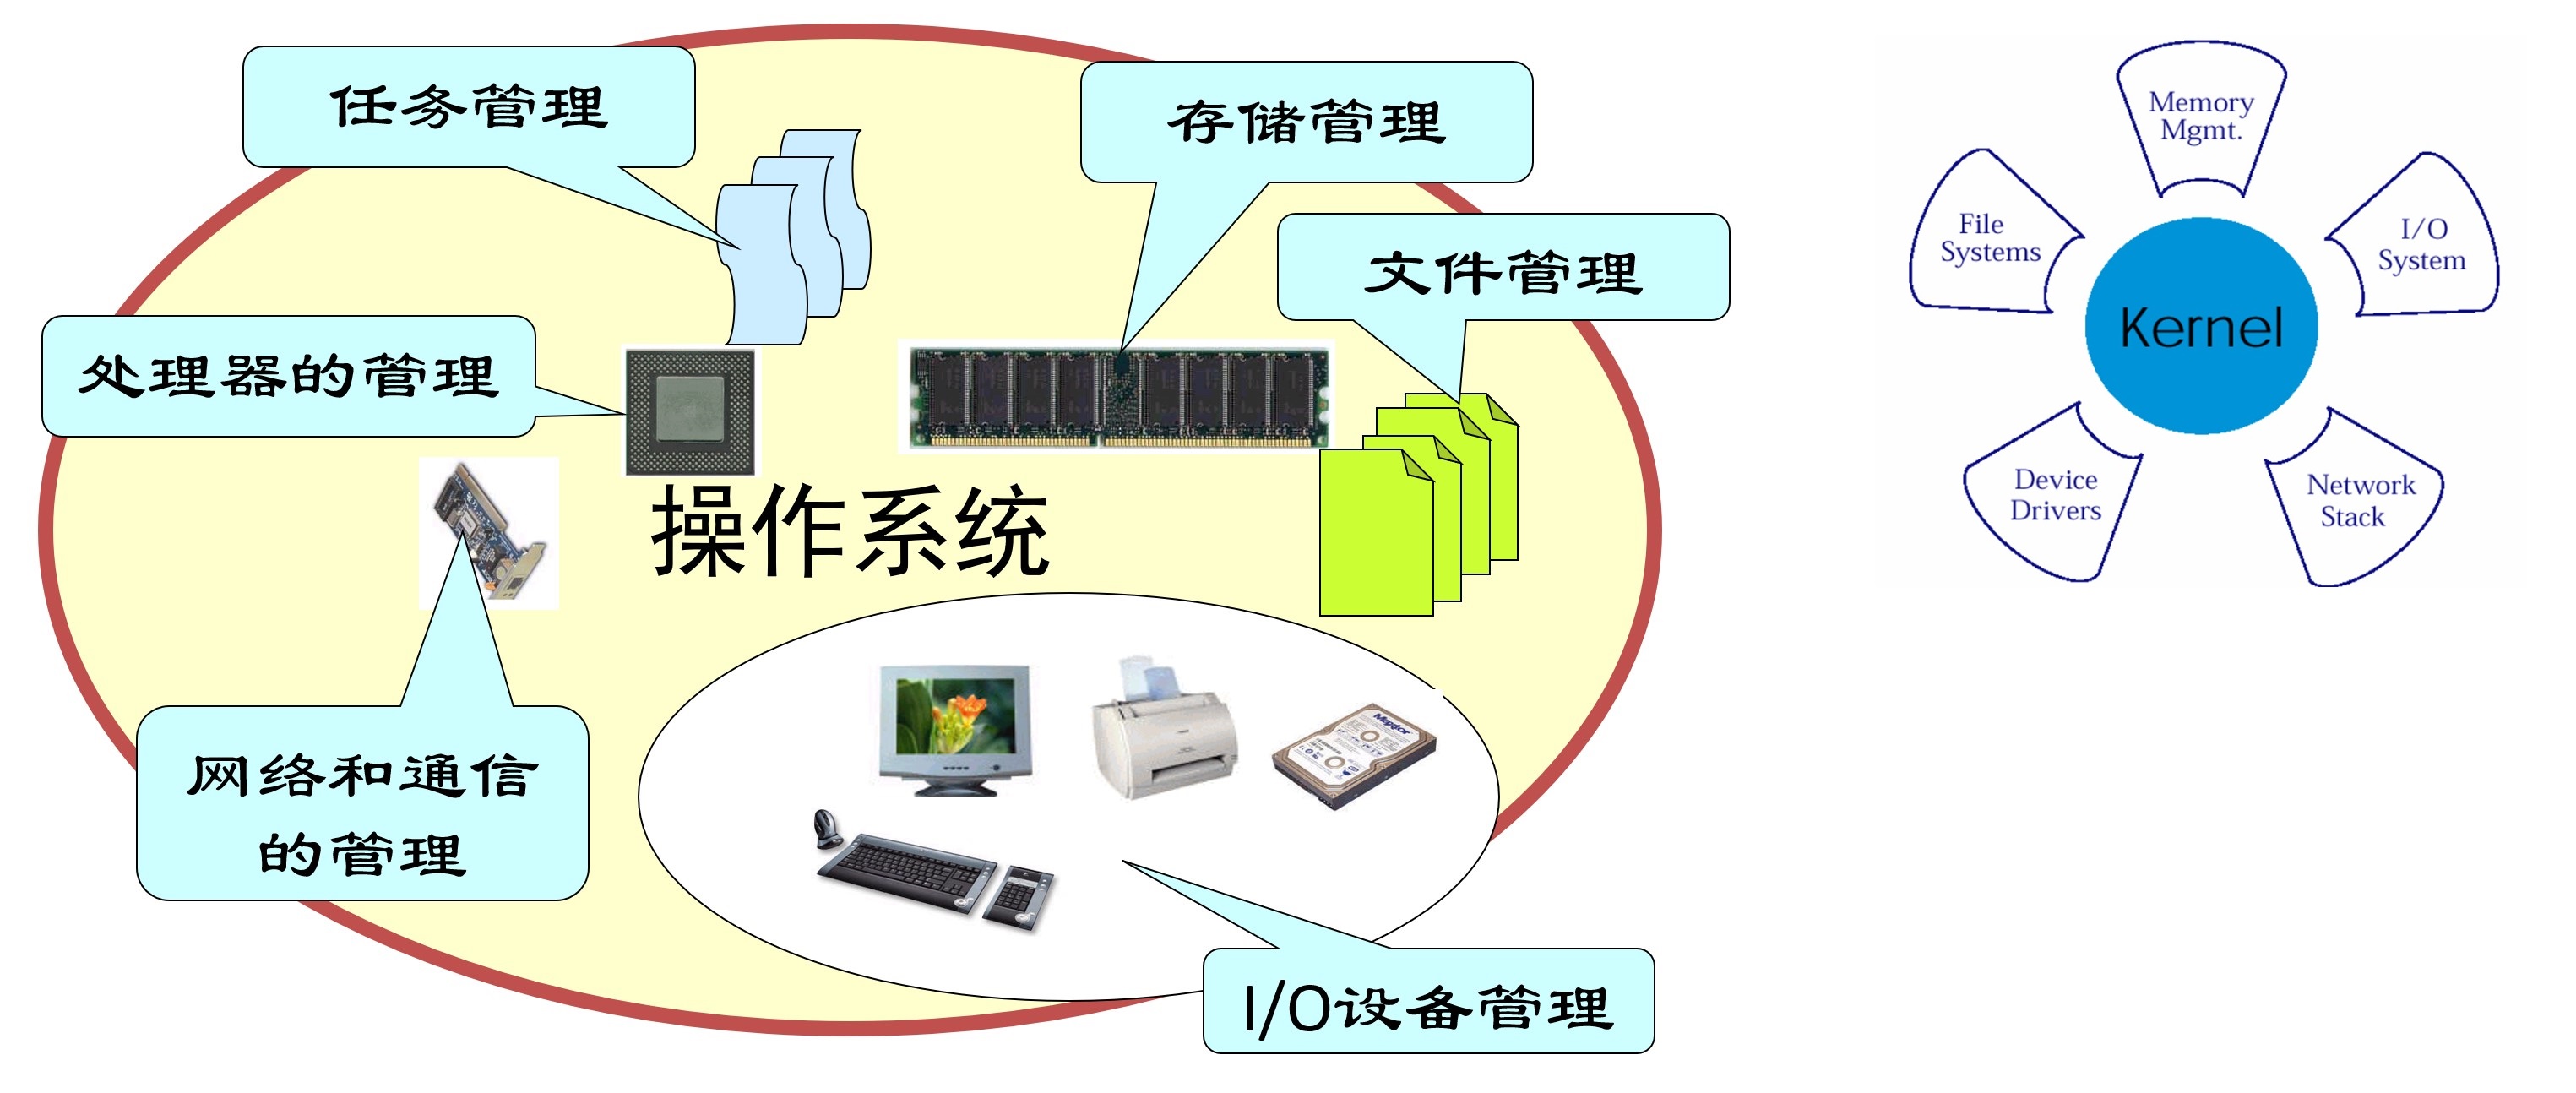 任务管理
存储管理
文件管理
处理器的管理
操作系统
网络和通信
的管理
I/O设备管理
Maxtor
Memory
Mgmt.
File
Systems
I/O
System
Kernel
Device
Drivers
Network
Stack